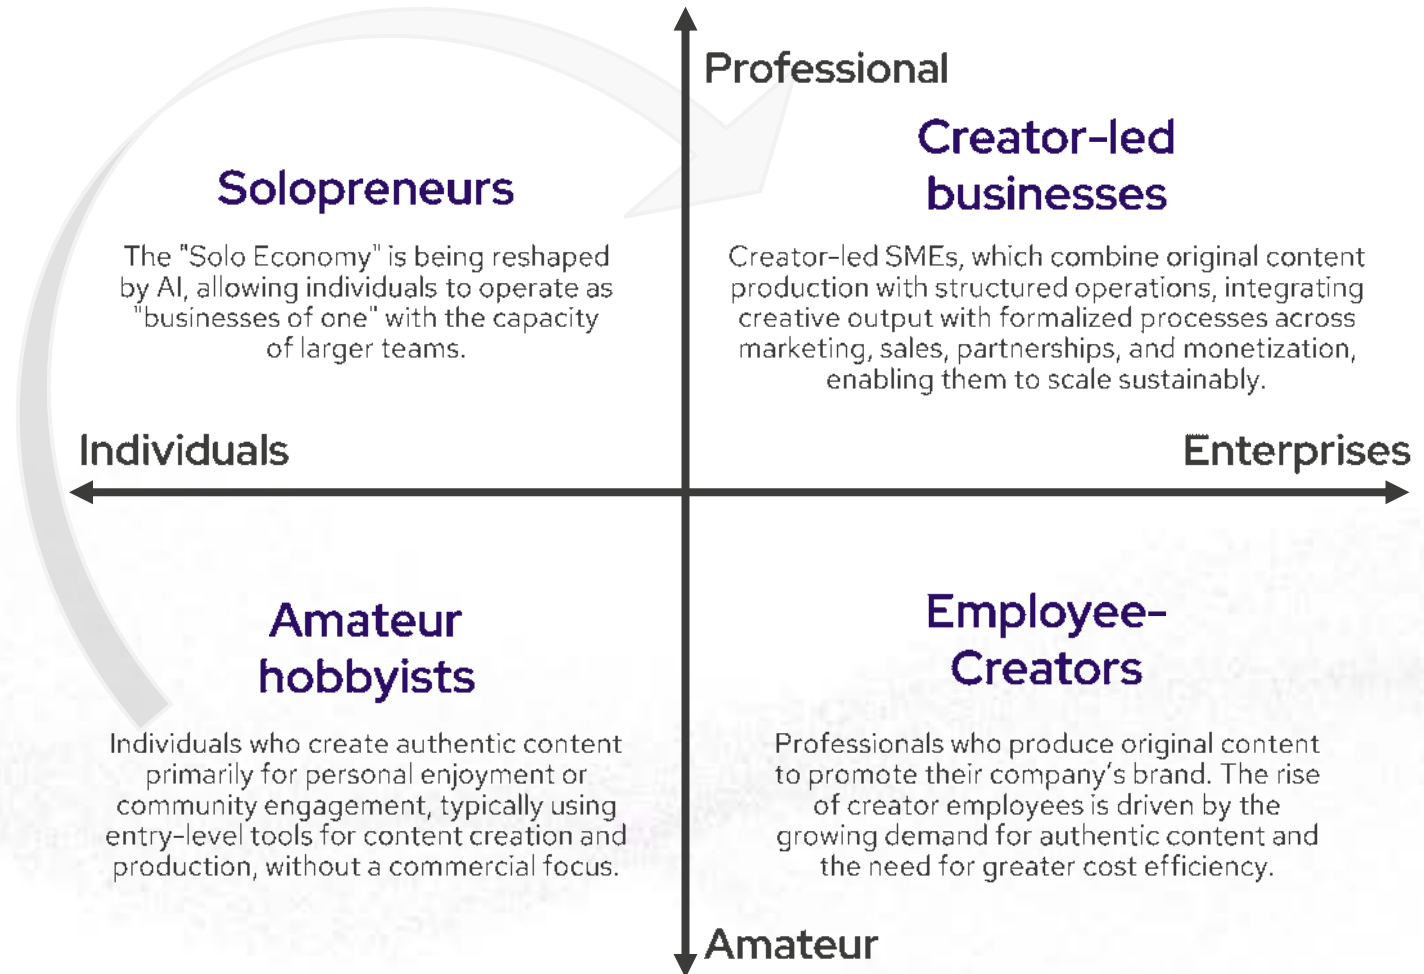 Professional
Solopreneurs
The "Solo Economy" is being reshaped
by AI, allowing individuals to operate as
"businesses of one" with the capacity
of larger teams.
Creator-led
businesses
Creator-led SMEs, which combine original content
production with structured operations, integrating
creative output with formalized processes across
marketing, sales, partnerships, and monetization,
enabling them to scale sustainably.
Individuals
Enterprises
Amateur
hobbyists
Individuals who create authentic content
primarily for personal enjoyment or
community engagement, typically using
entry-level tools for content creation and
production, without a commercial focus.
Employee-
Creators
Professionals who produce original content
to promote their company's brand. The rise
of creator employees is driven by the
growing demand for authentic content and
the need for greater cost efficiency.
Amateur